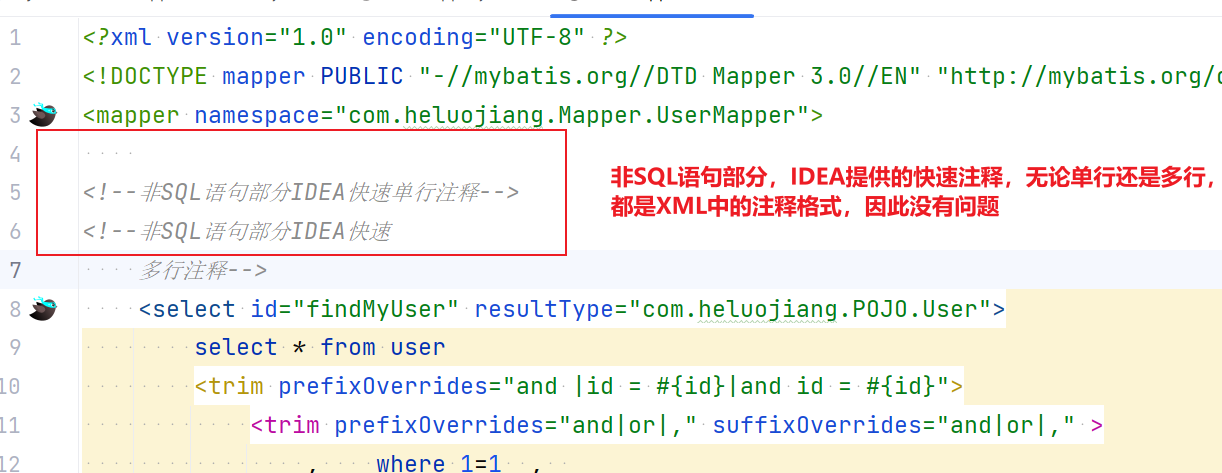 1 <?xml version="1.0" encoding="UTF-8" ?>
2 <!DOCTYPE mapper PUBLIC "-//mybatis.org//DTD Mapper 3.0//EN" "http://mybatis.org/
3 <mapper namespace="com.heluojiang.Mapper.UserMapper">
4
5 <!--非SQL语句部分IDEA快速单行注释-->
6 <!--非SQL语句部分IDEA快速
7 多行注释-->
非SQL语句部分，IDEA提供的快速注释，无论单行还是多行，
都是XML中的注释格式，因此没有问题
8 <select id="findMyUser" resultType="com.heluojiang.POJO.User">
9 select * from user
10 <trim prefixOverrides="and |id = #{id}|and id = #{id}">
11 <trim prefixOverrides="and|or|," suffixOverrides="and|or|," >
12 , where 1=1 ,